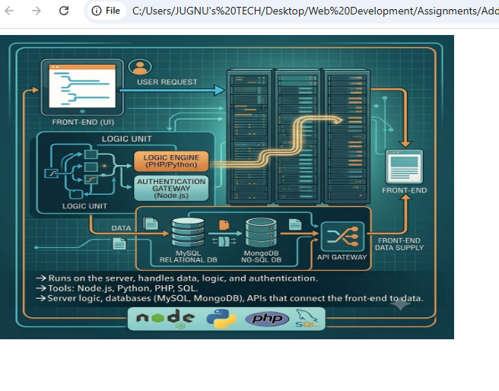 File
C:/Users/JUGNU's%20TECH/Desktop/Web%20Development/Assignments/Add
USER REQUEST
FRONT-END (UI)
LOGIC UNIT
LOGIC ENGINE
(PHP/Python)
AUTHENTICATION
GATEWAY
(Node.js)
LOGIC UNIT
FRONT-END
DATA
MySQL
RELATIONAL DB
MongoDB
NO-SQL DB
API GATEWAY
FRONT-END
DATA SUPPLY
→Runs on the server, handles data, logic, and authentication.
→Tools: Node.js, Python, PHP, SQL.
→Server logic, databases (MySQL, MongoDB), APIs that connect the front-end to data.
node
php
SQL